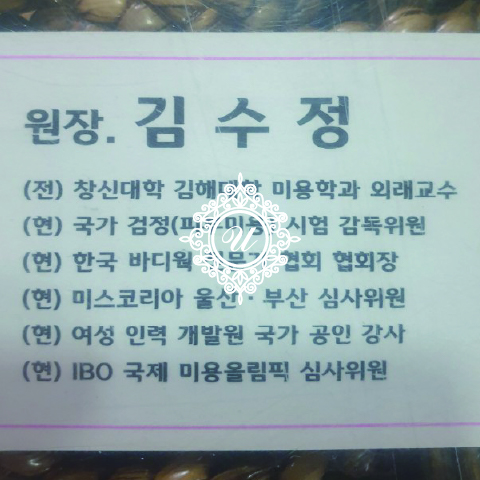 원장. 김 수 정
(전) 창신대학 김해대학 미용학과 외래교수
(현) 국가 검정 시험 감독위원
(현) 한국 바디웍 협회 협회장
(현) 미스코리아 울산 · 부산 심사위원
(현) 여성 인력 개발원 국가 공인 강사
(현) IBO 국제 미용올림픽 심사위원
U